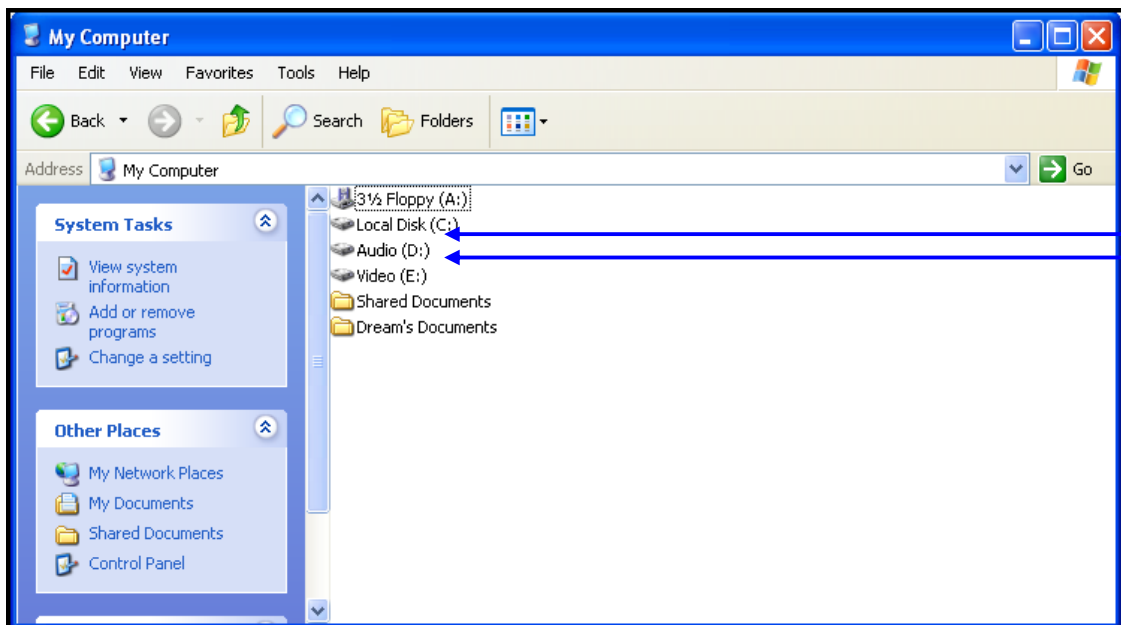 My Computer
File Edit View Favorites Tools Help
Back Search Folders
Address My Computer Go
System Tasks
View system
information
Add or remove
programs
Change a setting
Other Places
My Network Places
My Documents
Shared Documents
Control Panel
3½ Floppy (A:)
Local Disk (C:)
Audio (D:)
Video (E:)
Shared Documents
Dream's Documents